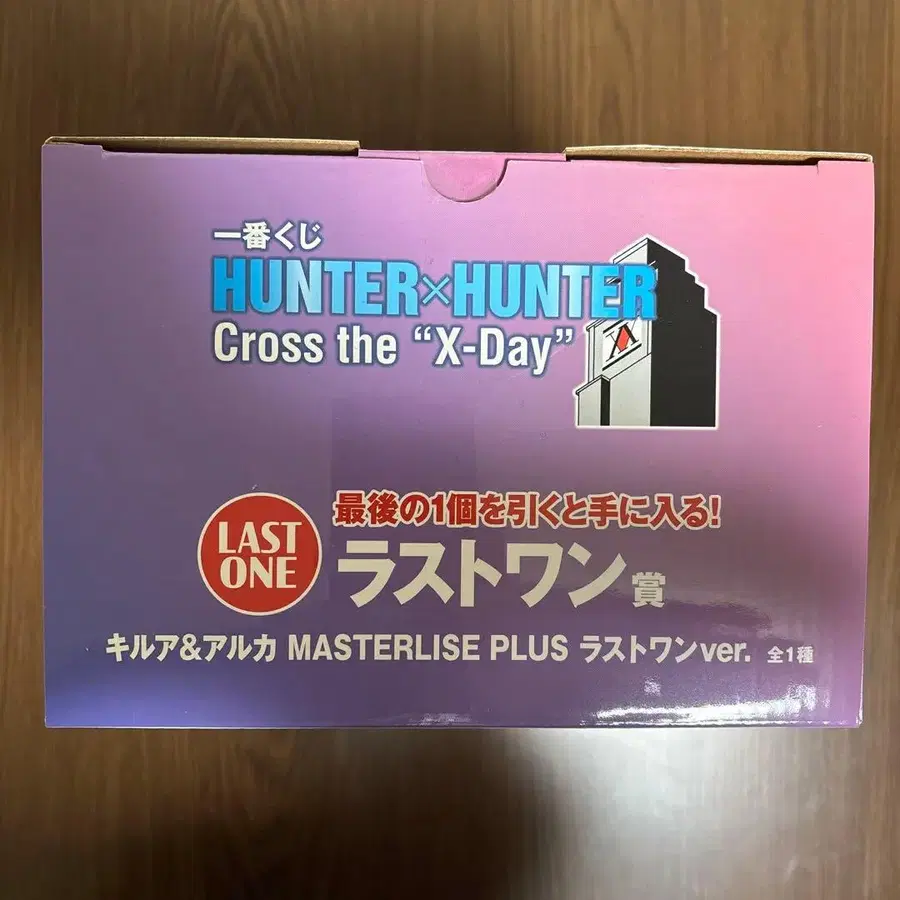 一番くじ
HUNTER×HUNTER
Cross the “X-Day”
LAST
ONE
最後の1個を引くと手に入る!
ラストワン賞
キルア&アルカ MASTERLISE PLUS ラストワンver. 全1種